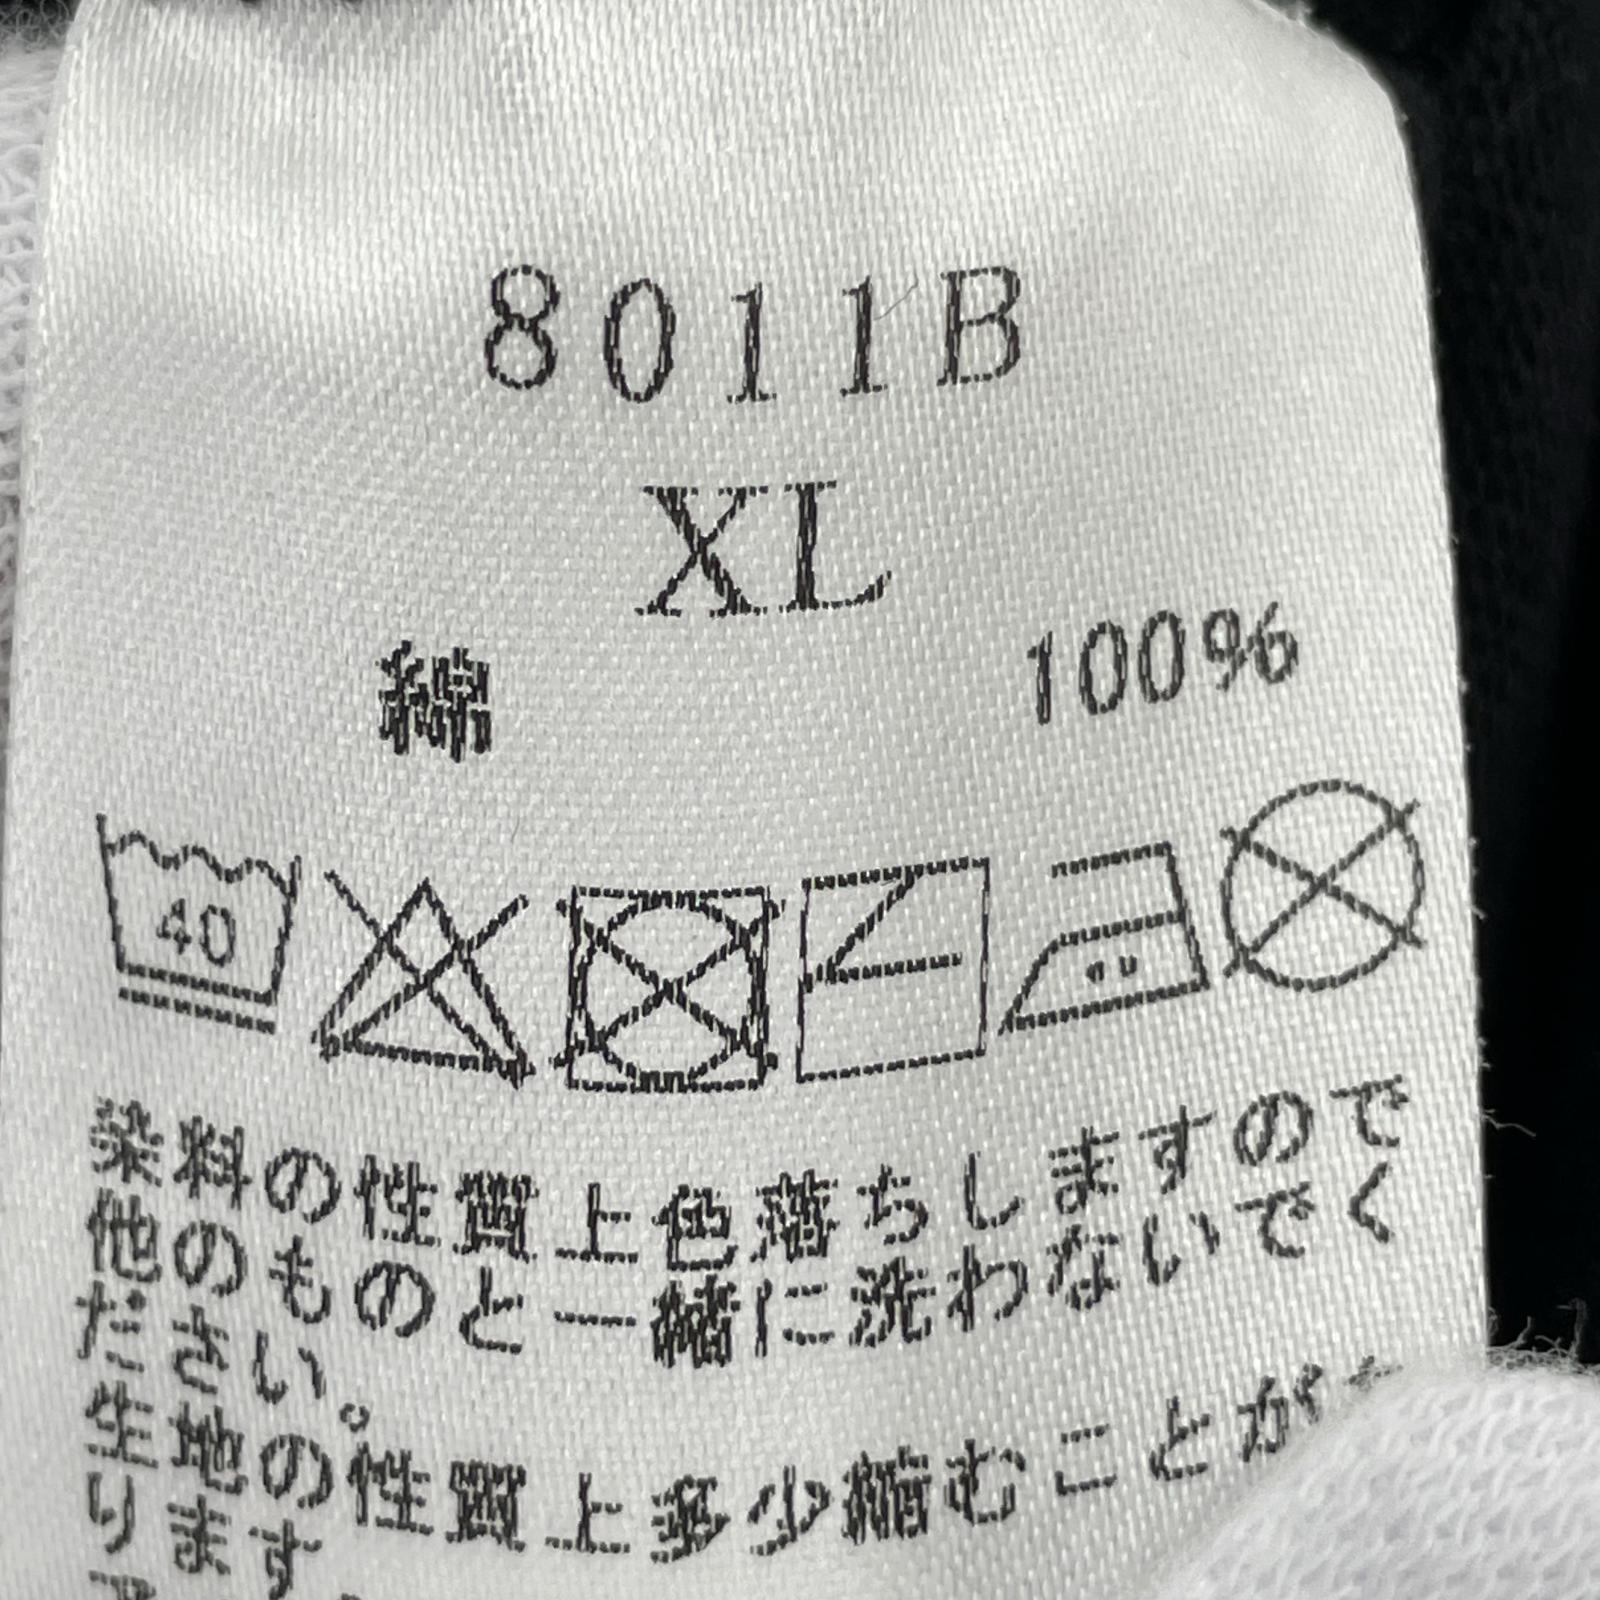 8011B
XL
綿 100%
40
染料の性質上色落ちしますので
他のものと一緒に洗わないでく
ださい。
生地の性質上多少縮むことが
ります